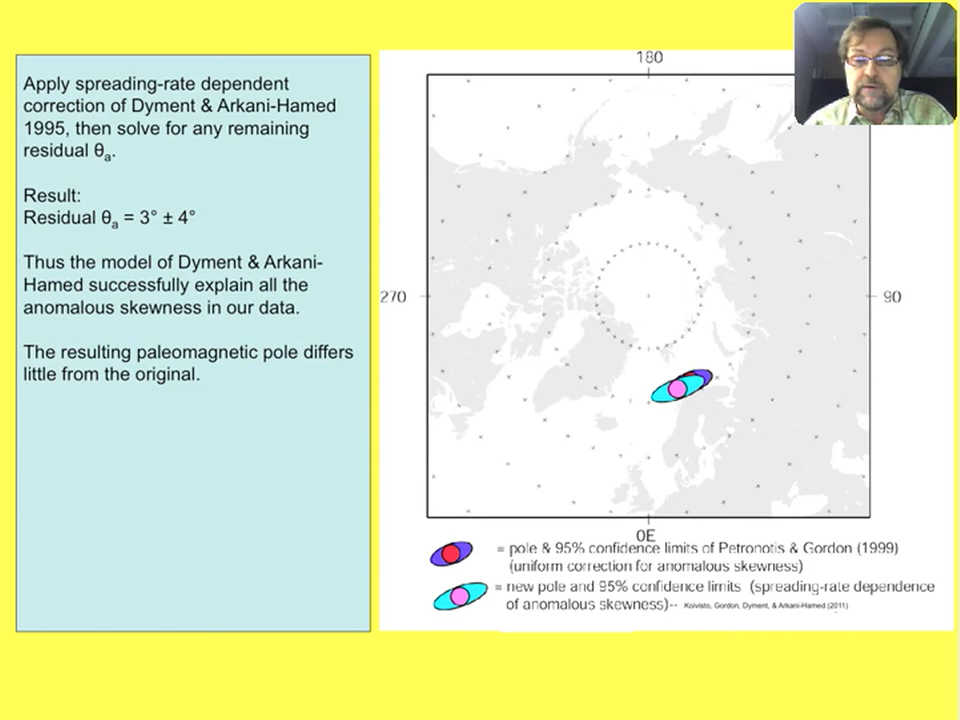 Apply spreading-rate dependent
correction of Dyment & Arkani-Hamed
1995, then solve for any remaining
residual θa.
Result:
Residual θa = 3° ± 4°
Thus the model of Dyment & Arkani-
Hamed successfully explain all the
anomalous skewness in our data.
The resulting paleomagnetic pole differs
little from the original.
180
270
90
0E
= pole & 95% confidence limits of Petronotis & Gordon (1999)
(uniform correction for anomalous skewness)
= new pole and 95% confidence limits (spreading-rate dependence
of anomalous skewness)-- Koivisto, Gordon, Dyment, & Arkani-Hamed (2011)